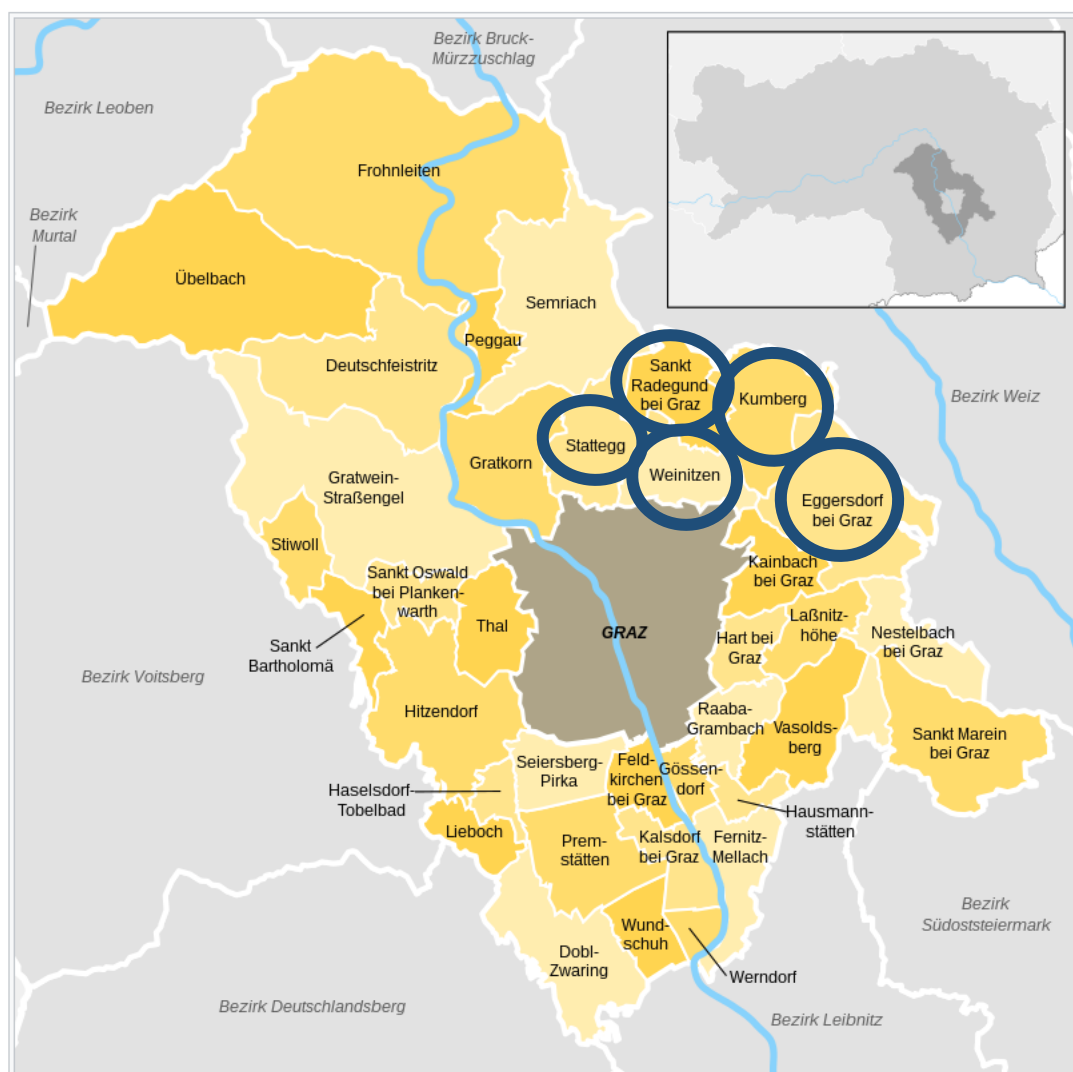 Bezirk Bruck-
Mürzzuschlag
Bezirk Leoben
Frohnleiten
Bezirk
Murtal
Übelbach
Semriach
Peggau
Deutschfeistritz
Sankt
Radegund
bei Graz
Kumberg
Bezirk Weiz
Stattegg
Gratkorn
Weinitzen
Gratwein-
Straßengel
Eggersdorf
bei Graz
Stiwoll
Kainbach
bei Graz
Sankt Oswald
bei Planken-
warth
Laßnitz-
höhe
Thal
GRAZ
Hart bei
Graz
Nestelbach
bei Graz
Sankt
Bartholomä
Bezirk Voitsberg
Hitzendorf
Raaba-
Grambach
Vasolds-
berg
Sankt Marein
bei Graz
Seiersberg-
Pirka
Feld-
kirchen
bei Graz
Gössen-
dorf
Haselsdorf-
Tobelbad
Hausmann-
stätten
Lieboch
Prem-
stätten
Kalsdorf
bei Graz
Fernitz-
Mellach
Bezirk
Südoststeiermark
Wund-
schuh
Dobl-
Zwaring
Werndorf
Bezirk Deutschlandsberg
Bezirk Leibnitz